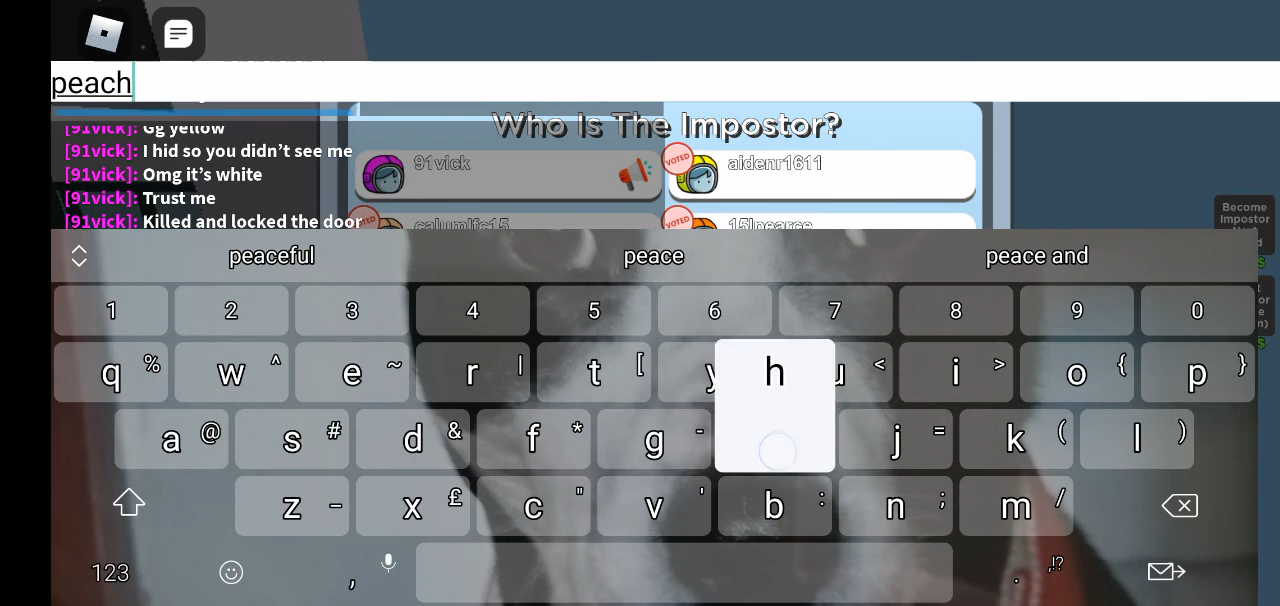 peach
Who Is The Impostor?
[91vick]: Gg yellow
[91vick]: I hid so you didn't see me
[91vick]: Omg it's white
[91vick]: Trust me
[91vick]: Killed and locked the door
91vick
VOTED
aidenr1611
calumlfc15
VOTED
15lpearce
Become
Impostor
peaceful
peace
peace and
1 2 3 4 5 6 7 8 9 0
q % w ^ e ~ r | t [ y u < i > o { p }
h
a @ s # d & f * g - j = k ( l )
z – x £ c " v ' b : n ; m /
123 , . ,!?